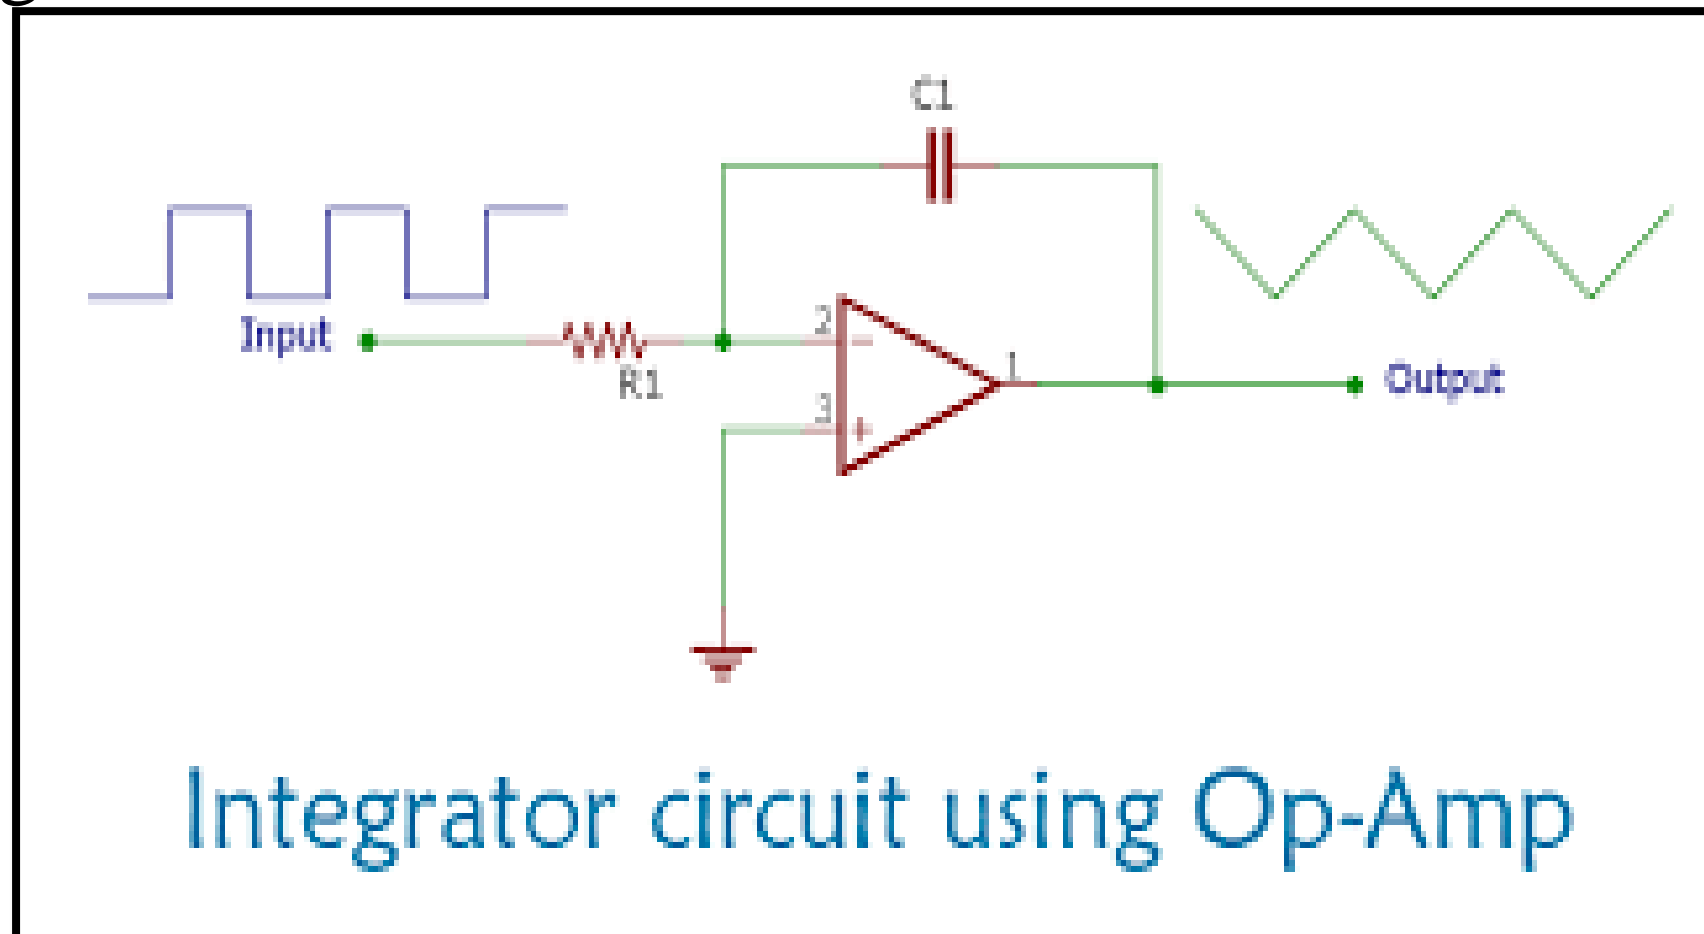 C1
Input
R1
2
-
3
+
1
Output
Integrator circuit using Op-Amp